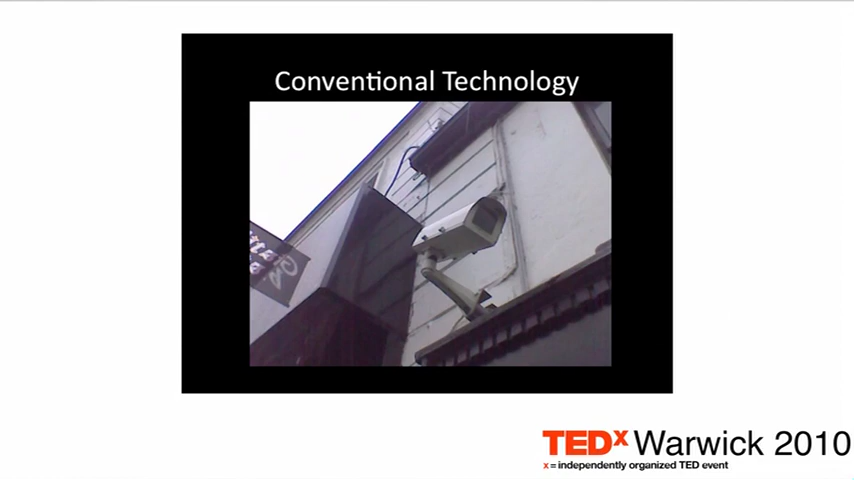 Conventional Technology
TEDx Warwick 2010
x = independently organized TED event